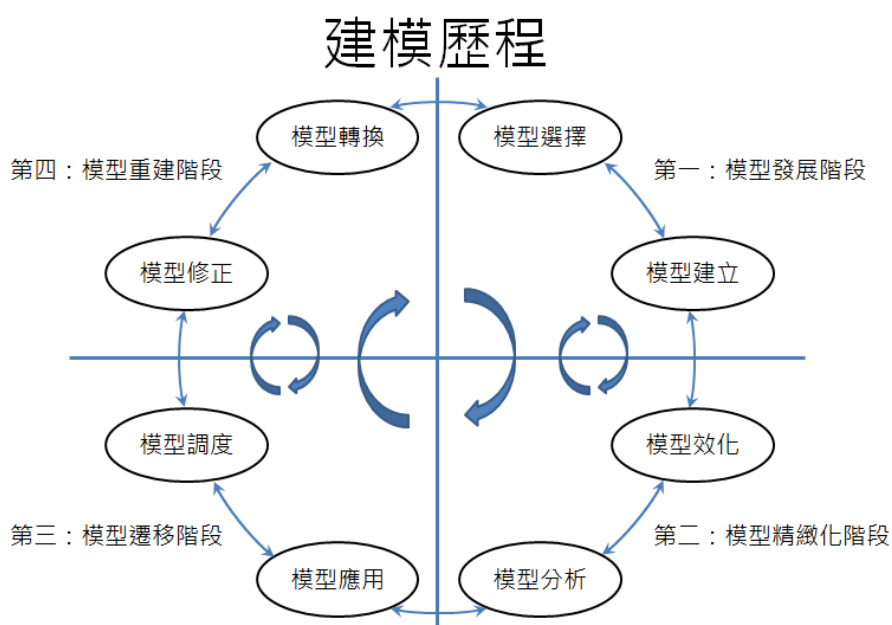 建模歷程
模型轉換
模型選擇
第四：模型重建階段
第一：模型發展階段
模型修正
模型建立
模型調度
模型效化
第三：模型遷移階段
第二：模型精緻化階段
模型應用
模型分析